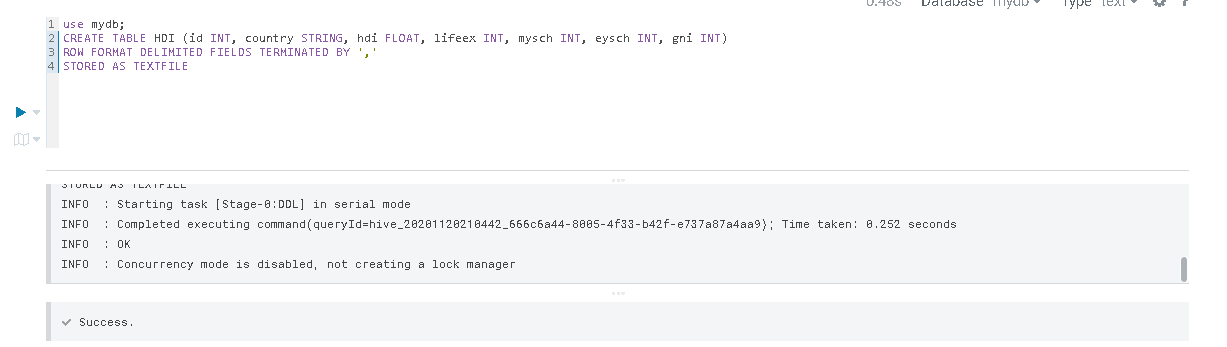 0.48s Database mydb Type text ?
1 use mydb;
2 CREATE TABLE HDI (id INT, country STRING, hdi FLOAT, lifeex INT, mysch INT, eysch INT, gni INT)
3 ROW FORMAT DELIMITED FIELDS TERMINATED BY ','
4 STORED AS TEXTFILE
STORED AS TEXTFILE
INFO : Starting task [Stage-0:DDL] in serial mode
INFO : Completed executing command(queryId=hive_20201120210442_666c6a44-8005-4f33-b42f-e737a87a4aa9); Time taken: 0.252 seconds
INFO : OK
INFO : Concurrency mode is disabled, not creating a lock manager
Success.